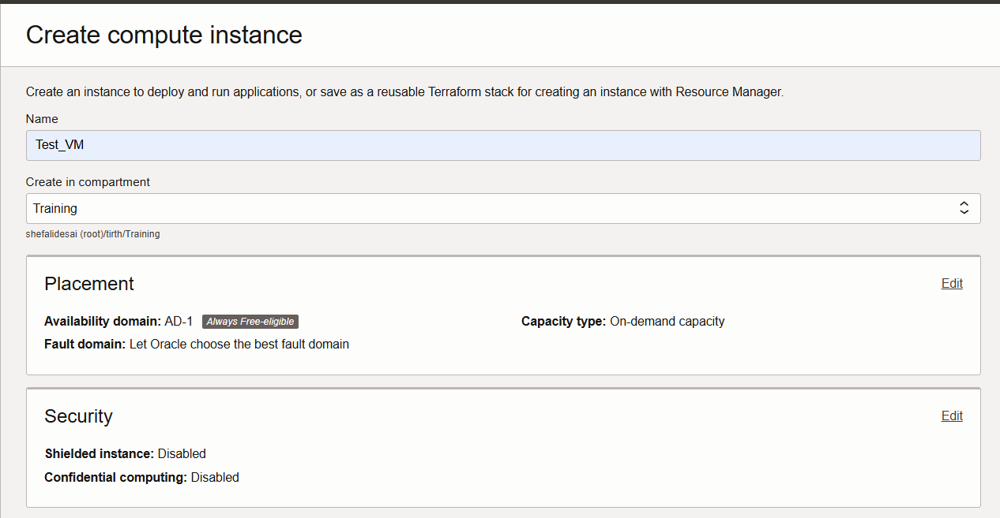 Create compute instance
Create an instance to deploy and run applications, or save as a reusable Terraform stack for creating an instance with Resource Manager.
Name
Test_VM
Create in compartment
Training
shefalidesai (root)/tirth/Training
Placement
Edit
Availability domain: AD-1 Always Free-eligible
Capacity type: On-demand capacity
Fault domain: Let Oracle choose the best fault domain
Security
Edit
Shielded instance: Disabled
Confidential computing: Disabled